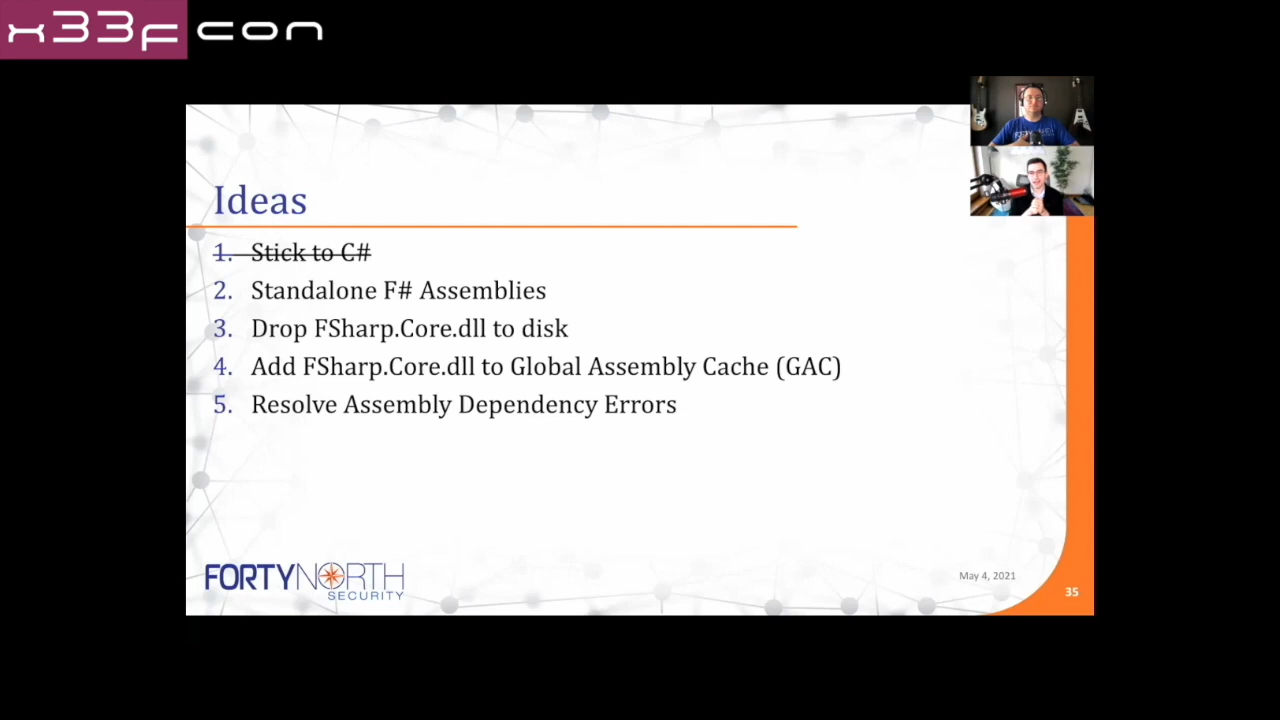 x33fcon
Ideas
1. Stick to C#
2. Standalone F# Assemblies
3. Drop FSharp.Core.dll to disk
4. Add FSharp.Core.dll to Global Assembly Cache (GAC)
5. Resolve Assembly Dependency Errors
FORTYNORTH
SECURITY
May 4, 2021
35